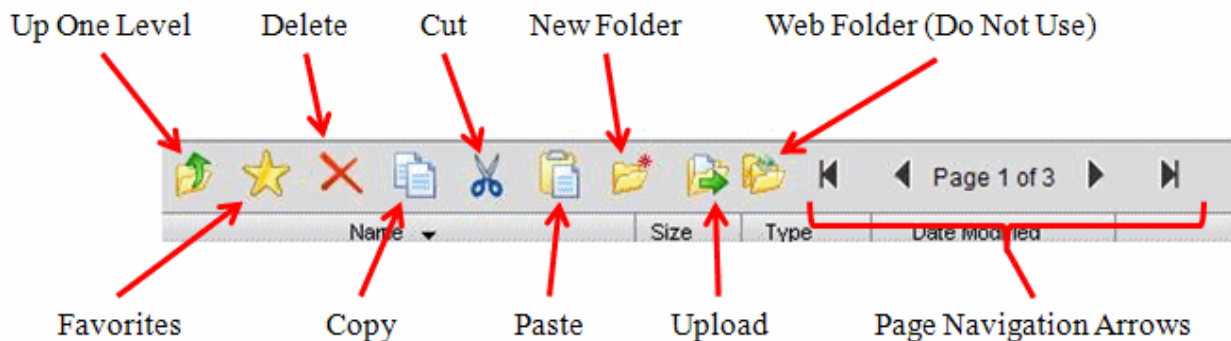 Up One Level Delete Cut New Folder Web Folder (Do Not Use)
Page 1 of 3
Name Size Type Date Modified
Favorites Copy Paste Upload Page Navigation Arrows